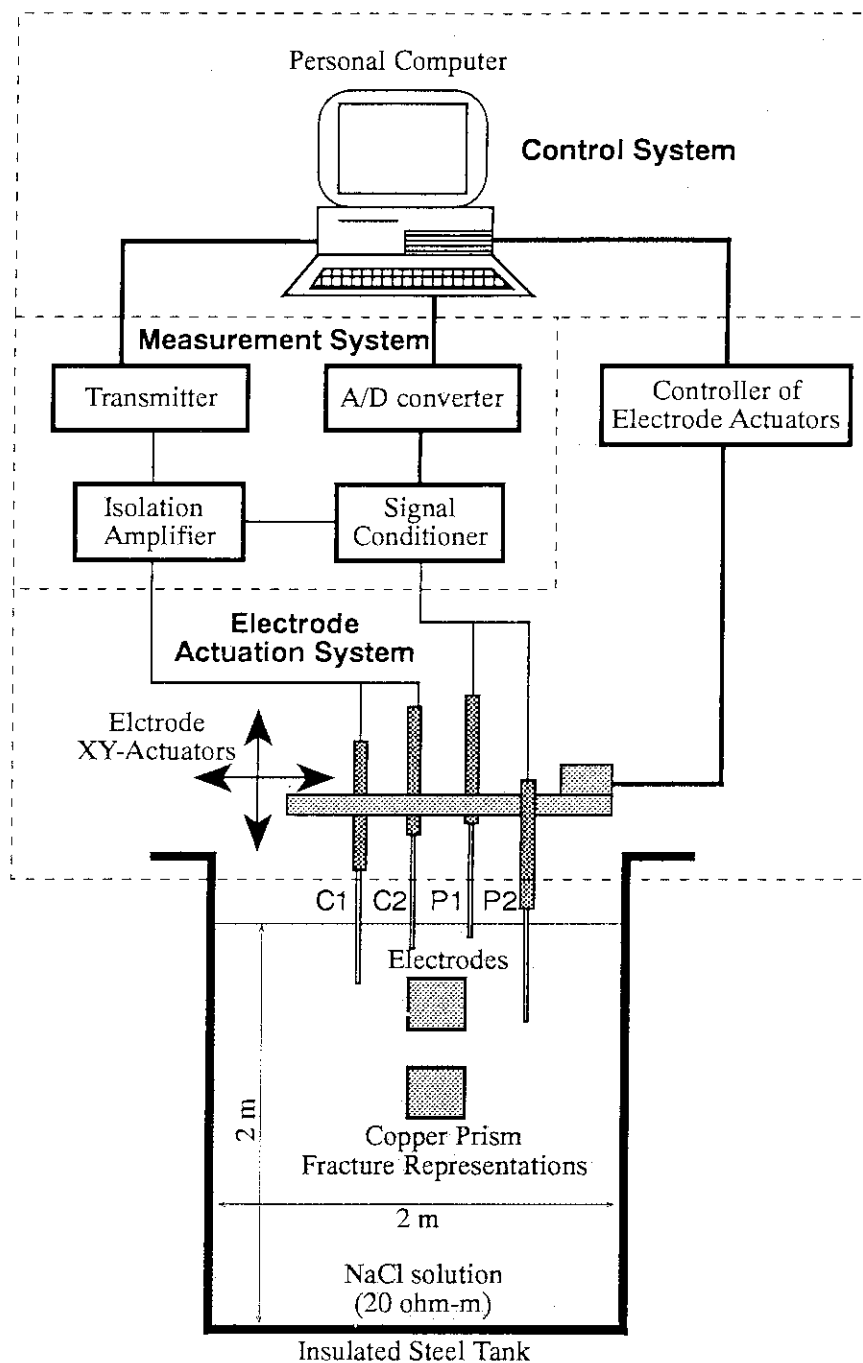 Personal Computer
Control System
Measurement System
Transmitter
A/D converter
Controller of
Electrode Actuators
Isolation
Amplifier
Signal
Conditioner
Electrode
Actuation System
Elctrode
XY-Actuators
C1 C2 P1 P2
Electrodes
2 m
Copper Prism
Fracture Representations
2 m
NaCl solution
(20 ohm-m)
Insulated Steel Tank